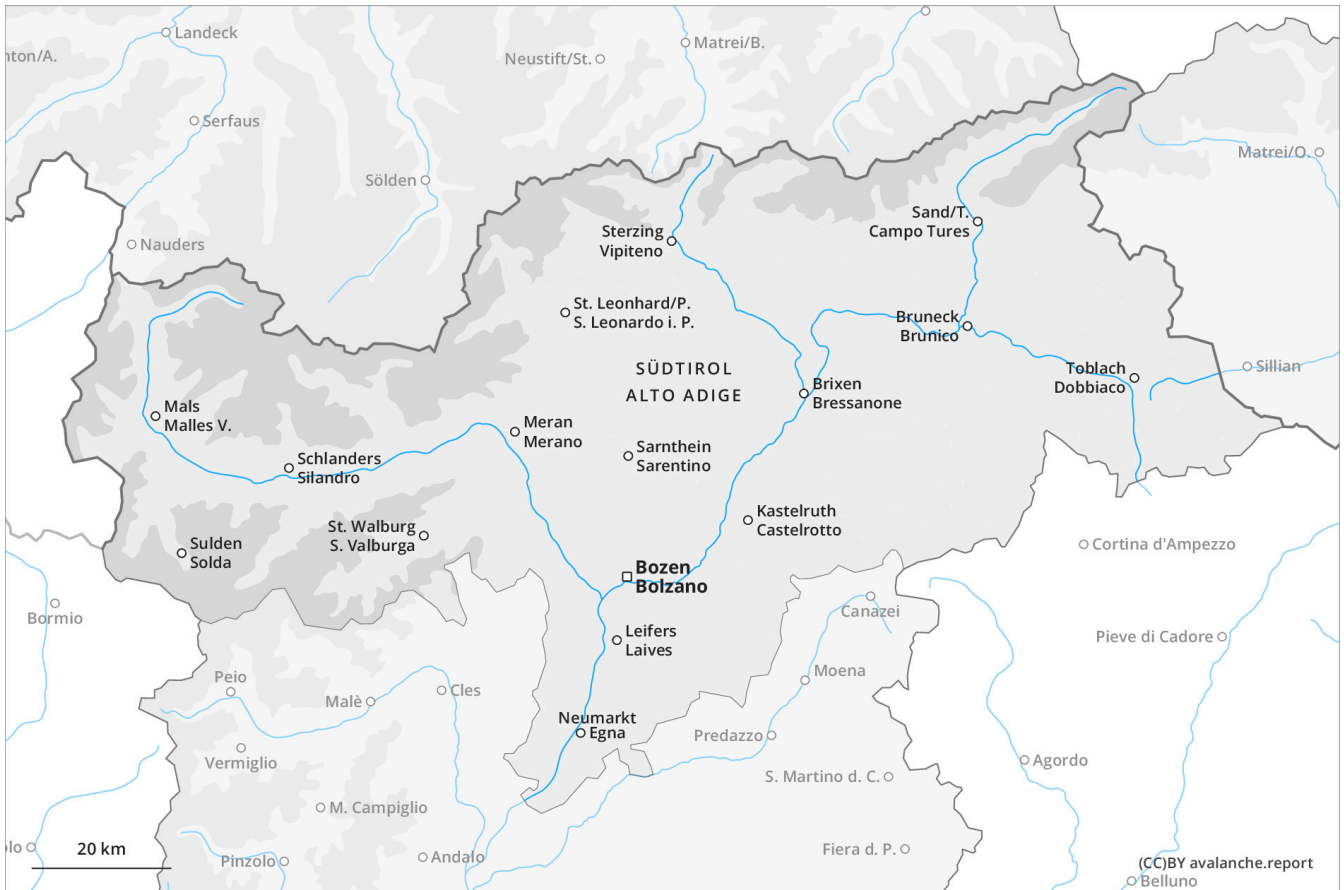 Landeck
nton/A.
Neustift/St.
Matrei/B.
Serfaus
Sölden
Matrei/O.
Nauders
Sterzing
Vipiteno
Sand/T.
Campo Tures
St. Leonhard/P.
S. Leonardo i. P.
Bruneck
Brunico
SÜDTIROL
ALTO ADIGE
Toblach
Dobbiaco
Sillian
Brixen
Bressanone
Mals
Malles V.
Meran
Merano
Schlanders
Silandro
Sarnthein
Sarentino
St. Walburg
S. Valburga
Kastelruth
Castelrotto
Sulden
Solda
Cortina d'Ampezzo
Bozen
Bolzano
Bormio
Canazei
Leifers
Laives
Pieve di Cadore
Peio
Malè
Cles
Moena
Neumarkt
Egna
Predazzo
Vermiglio
Agordo
S. Martino d. C.
M. Campiglio
lo
20 km
Pinzolo
Andalo
Fiera d. P.
(CC)BY avalanche.report
Belluno